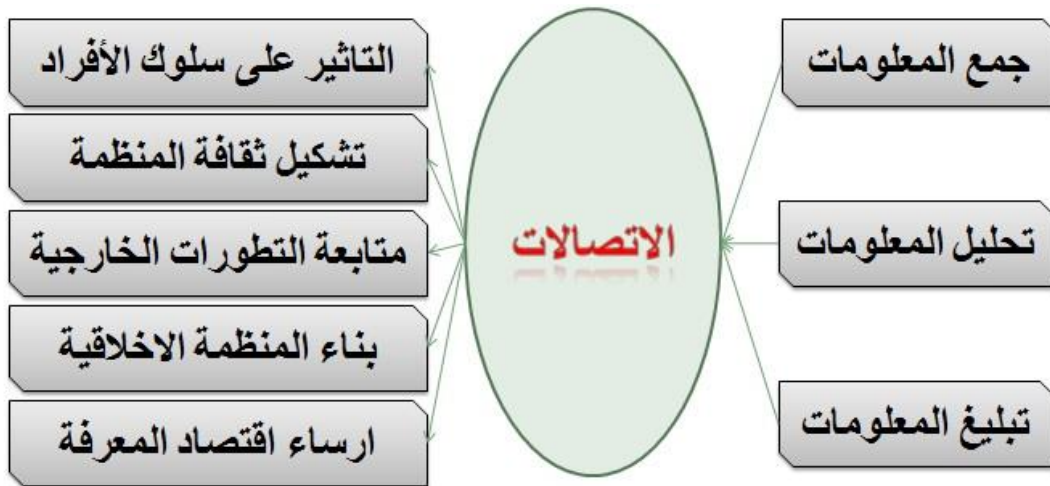 جمع المعلومات
تحليل المعلومات
تبليغ المعلومات
الاتصالات
التاثير على سلوك الأفراد
تشكيل ثقافة المنظمة
متابعة التطورات الخارجية
بناء المنظمة الاخلاقية
ارساء اقتصاد المعرفة